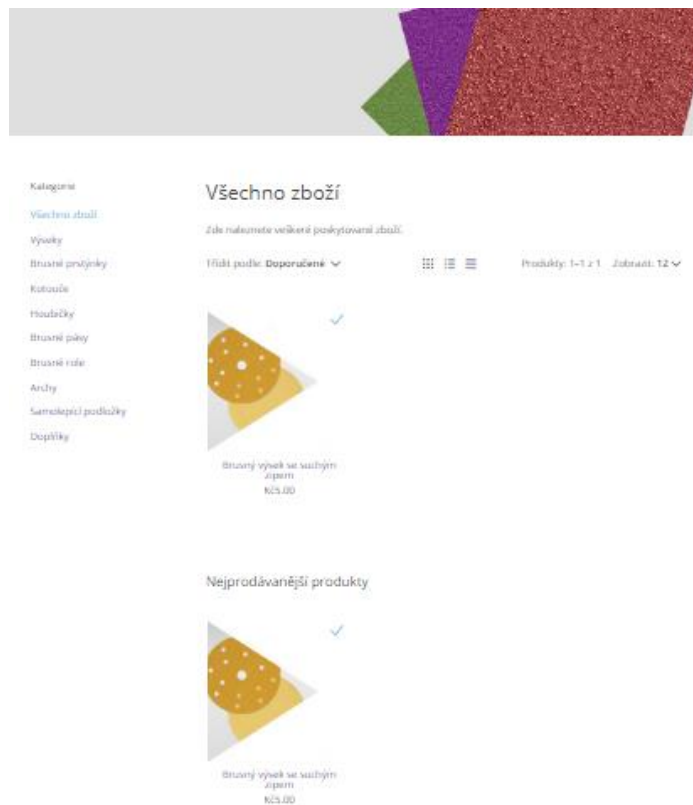 Kategorie
Všechno zboží
Výseky
Brusné prstýnky
Kotouče
Houbičky
Brusné pásy
Brusné role
Archy
Samolepící podložky
Doplňky
Všechno zboží
Zde naleznete veškeré poskytované zboží.
Třídit podle: Doporučené
Produkty: 1–1 z 1 Zobrazit: 12
Brusný výsek se suchým
zipem
Kč5.00
Nejprodávanější produkty
Brusný výsek se suchým
zipem
Kč5.00